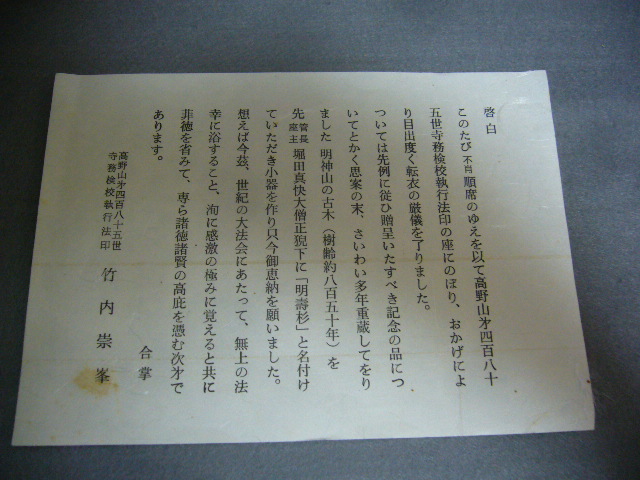 啓白
このたび不肖順席のゆえを以て高野山才四百八十
五世寺務検校執行法印の座にのぼり、おかげによ
り目出度く転衣の厳儀を了りました。
ついては先例に従ひ贈呈いたすべき記念の品につ
いてとかく思案の末、さいわい多年重蔵してをり
ました 明神山の古木（樹齢約八百五十年）を
先管長座主 堀田真快大僧正猊下に「明壽杉」と名付け
ていただき小器を作り只今御恵納を願いました。
想えば今茲、世紀の大法会にあたって、無上の法
幸に浴すること、洵に感激の極みに覚えると共に
菲徳を省みて、専ら諸徳諸賢の高庇を憑む次才で
あります。
合掌
高野山才四百八十五世
寺務検校執行法印
竹内崇峯